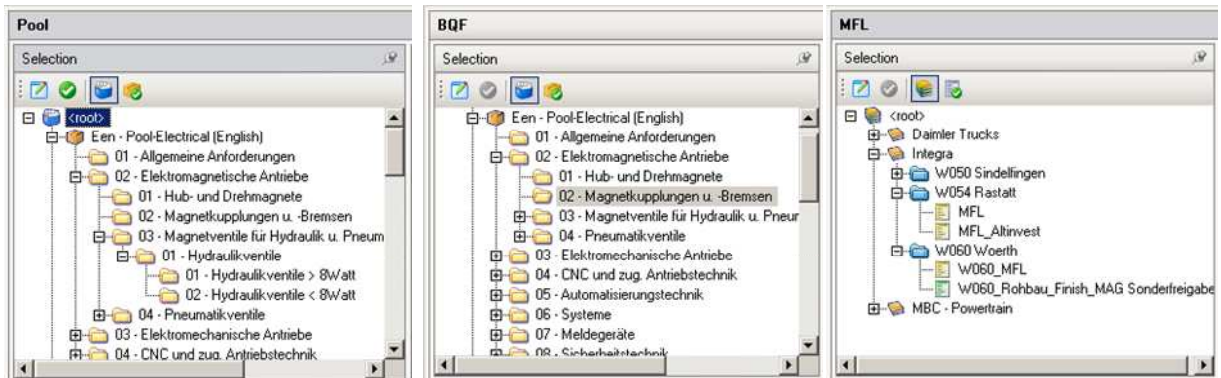 Pool
Selection
<root>
Een - Pool-Electrical (English)
01 - Allgemeine Anforderungen
02 - Elektromagnetische Antriebe
01 - Hub- und Drehmagnete
02 - Magnetkupplungen u. -Bremsen
03 - Magnetventile für Hydraulik u. Pneum
01 - Hydraulikventile
01 - Hydraulikventile > 8Watt
02 - Hydraulikventile < 8Watt
04 - Pneumatikventile
03 - Elektromechanische Antriebe
04 - CNC und zug. Antriebstechnik
BQF
Selection
Een - Pool-Electrical (English)
01 - Allgemeine Anforderungen
02 - Elektromagnetische Antriebe
01 - Hub- und Drehmagnete
02 - Magnetkupplungen u. -Bremsen
03 - Magnetventile für Hydraulik u. Pneur
04 - Pneumatikventile
03 - Elektromechanische Antriebe
04 - CNC und zug. Antriebstechnik
05 - Automatisierungstechnik
06 - Systeme
07 - Meldegeräte
08 - Sicherheitstechnik
MFL
Selection
<root>
Daimler Trucks
Integra
W050 Sindelfingen
W054 Rastatt
MFL
MFL_Altinvest
W060 Woerth
W060_MFL
W060_Rohbau_Finish_MAG Sonderfreigabe
MBC - Powertrain